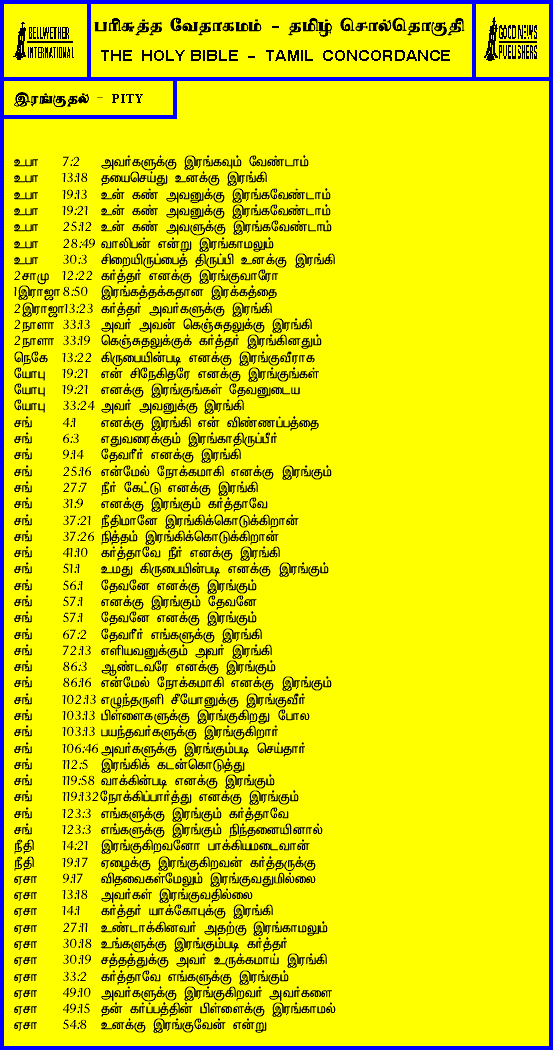 BELLWETHER
INTERNATIONAL
பரிசுத்த வேதாகமம் - தமிழ் சொல்தொகுதி
THE HOLY BIBLE - TAMIL CONCORDANCE
GOOD NEWS
PUBLISHERS
இரங்குதல் - PITY
உபா 7:2 அவர்களுக்கு இரங்கவும் வேண்டாம்
உபா 13:18 தயைசெய்து உனக்கு இரங்கி
உபா 19:13 உன் கண் அவனுக்கு இரங்கவேண்டாம்
உபா 19:21 உன் கண் அவனுக்கு இரங்கவேண்டாம்
உபா 25:12 உன் கண் அவளுக்கு இரங்கவேண்டாம்
உபா 28:49 வாலிபன் என்று இரங்காமலும்
உபா 30:3 சிறையிருப்பைத் திருப்பி உனக்கு இரங்கி
2சாமு 12:22 கர்த்தர் எனக்கு இரங்குவாரோ
1இராஜா 8:50 இரங்கத்தக்கதான இரக்கத்தை
2இராஜா 13:23 கர்த்தர் அவர்களுக்கு இரங்கி
2நாளா 33:13 அவர் அவன் கெஞ்சுதலுக்கு இரங்கி
2நாளா 33:19 கெஞ்சுதலுக்குக் கர்த்தர் இரங்கினதும்
நெகே 13:22 கிருபையின்படி எனக்கு இரங்குவீராக
யோபு 19:21 என் சிநேகிதரே எனக்கு இரங்குங்கள்
யோபு 19:21 எனக்கு இரங்குங்கள் தேவனுடைய
யோபு 33:24 அவர் அவனுக்கு இரங்கி
சங் 4:1 எனக்கு இரங்கி என் விண்ணப்பத்தை
சங் 6:3 எதுவரைக்கும் இரங்காதிருப்பீர்
சங் 9:14 தேவரீர் எனக்கு இரங்கி
சங் 25:16 என்மேல் நோக்கமாகி எனக்கு இரங்கும்
சங் 27:7 நீர் கேட்டு எனக்கு இரங்கி
சங் 31:9 எனக்கு இரங்கும் கர்த்தாவே
சங் 37:21 நீதிமானோ இரங்கிக்கொடுக்கிறான்
சங் 37:26 நித்தம் இரங்கிக்கொடுக்கிறான்
சங் 41:10 கர்த்தாவே நீர் எனக்கு இரங்கி
சங் 51:1 உமது கிருபையின்படி எனக்கு இரங்கும்
சங் 56:1 தேவனே எனக்கு இரங்கும்
சங் 57:1 எனக்கு இரங்கும் தேவனே
சங் 57:1 தேவனே எனக்கு இரங்கும்
சங் 67:2 தேவரீர் எங்களுக்கு இரங்கி
சங் 72:13 எளியவனுக்கும் அவர் இரங்கி
சங் 86:3 ஆண்டவரே எனக்கு இரங்கும்
சங் 86:16 என்மேல் நோக்கமாகி எனக்கு இரங்கும்
சங் 102:13 எழுந்தருளி சீயோனுக்கு இரங்குவீர்
சங் 103:13 பிள்ளைகளுக்கு இரங்குகிறது போல
சங் 103:13 பயந்தவர்களுக்கு இரங்குகிறார்
சங் 106:46 அவர்களுக்கு இரங்கும்படி செய்தார்
சங் 112:5 இரங்கிக் கடன்கொடுத்து
சங் 119:58 வாக்கின்படி எனக்கு இரங்கும்
சங் 119:132 நோக்கிப்பார்த்து எனக்கு இரங்கும்
சங் 123:3 எங்களுக்கு இரங்கும் கர்த்தாவே
சங் 123:3 எங்களுக்கு இரங்கும் நிந்தனையினால்
நீதி 14:21 இரங்குகிறவனோ பாக்கியமடைவான்
நீதி 19:17 ஏழைக்கு இரங்குகிறவன் கர்த்தருக்கு
ஏசா 9:17 விதவைகள்மேலும் இரங்குவதுமில்லை
ஏசா 13:18 அவர்கள் இரங்குவதில்லை
ஏசா 14:1 கர்த்தர் யாக்கோபுக்கு இரங்கி
ஏசா 27:11 உண்டாக்கினவர் அதற்கு இரங்காமலும்
ஏசா 30:18 உங்களுக்கு இரங்கும்படி கர்த்தர்
ஏசா 30:19 சத்தத்துக்கு அவர் உருக்கமாய் இரங்கி
ஏசா 33:2 கர்த்தாவே எங்களுக்கு இரங்கும்
ஏசா 49:10 அவர்களுக்கு இரங்குகிறவர் அவர்களை
ஏசா 49:15 தன் கர்ப்பத்தின் பிள்ளைக்கு இரங்காமல்
ஏசா 54:8 உனக்கு இரங்குவேன் என்று